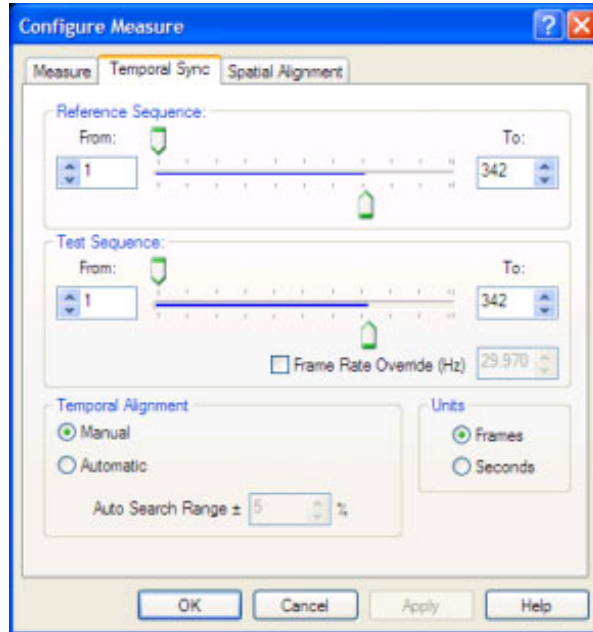 Configure Measure
Measure Temporal Sync Spatial Alignment
Reference Sequence:
From: To:
1 342
Test Sequence:
From: To:
1 342
Frame Rate Override (Hz) 29.970
Temporal Alignment
Manual
Automatic
Auto Search Range ± 5 %
Units
Frames
Seconds
OK Cancel Apply Help